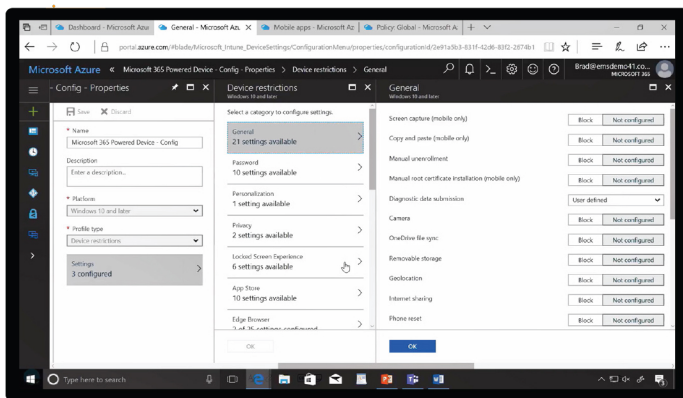 Dashboard - Microsoft Azur
General - Microsoft Azu
Mobile apps - Microsoft Az
Policy: Global - Microsoft A:
portal.azure.com/#blade/Microsoft_Intune_DeviceSettings/ConfigurationMenu/properties/configurationId/
Microsoft Azure « Microsoft 365 Powered Device - Config - Properties > Device restrictions > General
Brad@emsdemo41.co...
MICROSOFT 365
- Config - Properties
Save Discard
* Name
Microsoft 365 Powered Device - Config
Description
Enter a description...
* Platform
Windows 10 and later
* Profile type
Device restrictions
Settings
3 configured
Device restrictions
Windows 10 and later
Select a category to configure settings.
General
21 settings available
Password
10 settings available
Personalization
1 setting available
Privacy
2 settings available
Locked Screen Experience
6 settings available
App Store
10 settings available
Edge Browser
2 of 25 settings configured
OK
General
Windows 10 and later
Screen capture (mobile only) Block Not configured
Copy and paste (mobile only) Block Not configured
Manual unenrollment Block Not configured
Manual root certificate installation (mobile only) Block Not configured
Diagnostic data submission User defined
Camera Block Not configured
OneDrive file sync Block Not configured
Removable storage Block Not configured
Geolocation Block Not configured
Internet sharing Block Not configured
Phone reset Block Not configured
OK
Type here to search